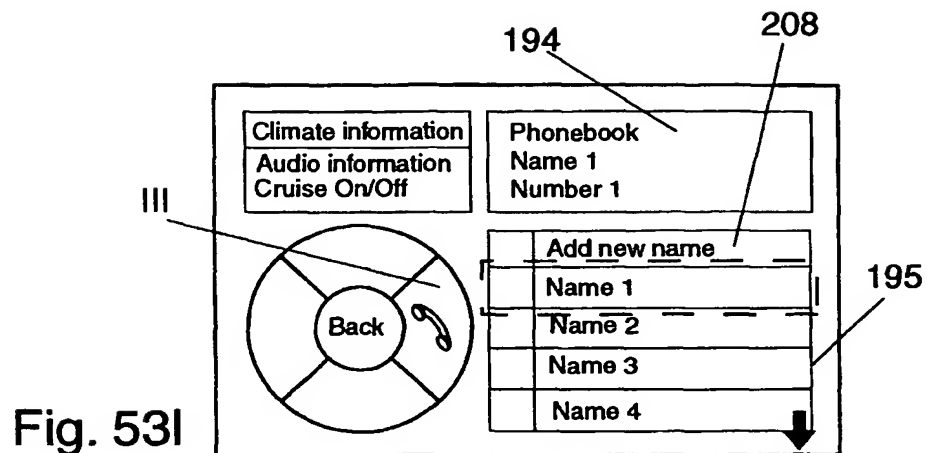 208
194
Climate information
Audio information
Cruise On/Off
Phonebook
Name 1
Number 1
III
Back
Add new name
Name 1
Name 2
Name 3
Name 4
195
Fig. 53I